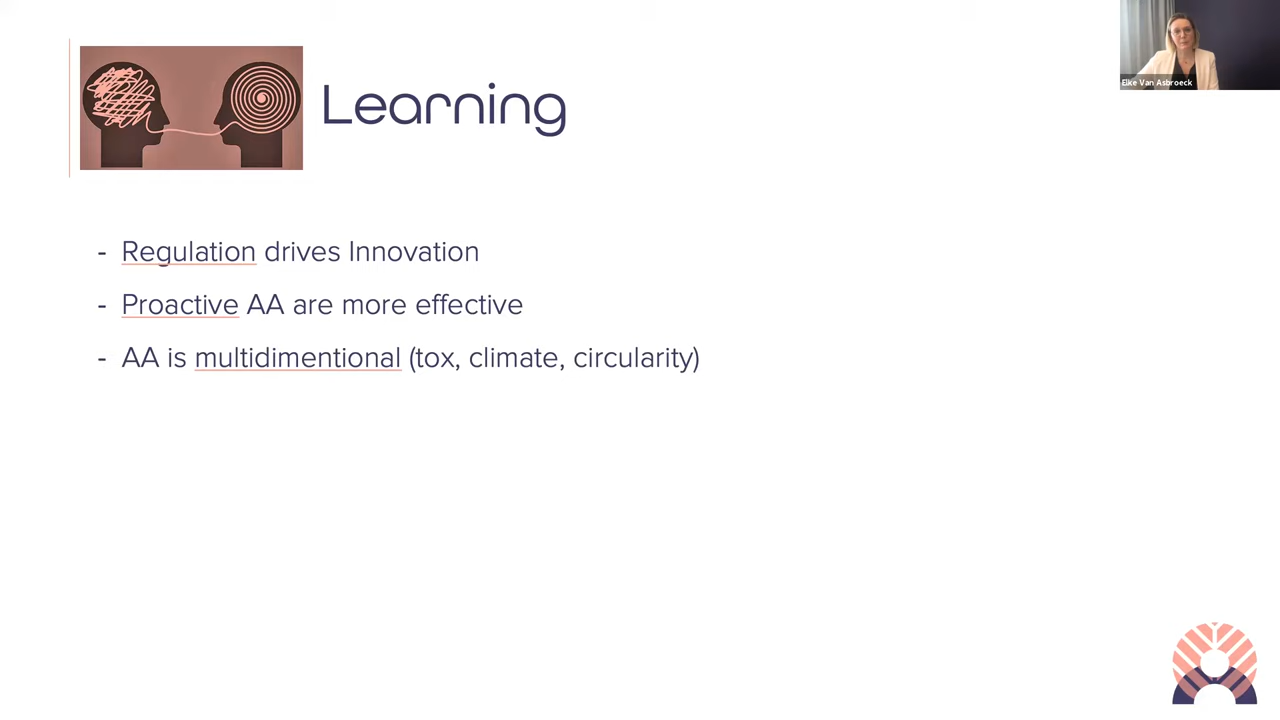 Elke Van Asbroeck
Learning
- Regulation drives Innovation
- Proactive AA are more effective
- AA is multidimentional (tox, climate, circularity)